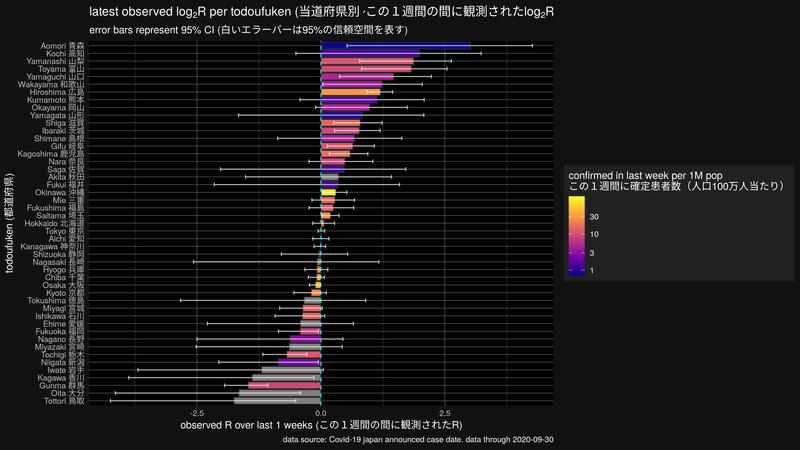 latest observed log₂R per todoufuken (当道府県別 この１週間の間に観測されたlog₂R
error bars represent 95% CI (白いエラーバーは95%の信頼空間を表す)
todoufuken (都道府県)
Aomori 青森
Kochi 高知
Yamanashi 山梨
Toyama 富山
Yamaguchi 山口
Wakayama 和歌山
Hiroshima 広島
Kumamoto 熊本
Okayama 岡山
Yamagata 山形
Shiga 滋賀
Ibaraki 茨城
Shimane 島根
Gifu 岐阜
Kagoshima 鹿児島
Nara 奈良
Saga 佐賀
Akita 秋田
Fukui 福井
Okinawa 沖縄
Mie 三重
Fukushima 福島
Saitama 埼玉
Hokkaido 北海道
Tokyo 東京
Aichi 愛知
Kanagawa 神奈川
Shizuoka 静岡
Nagasaki 長崎
Hyogo 兵庫
Chiba 千葉
Osaka 大阪
Kyoto 京都
Tokushima 徳島
Miyagi 宮城
Ishikawa 石川
Ehime 愛媛
Fukuoka 福岡
Nagano 長野
Miyazaki 宮崎
Tochigi 栃木
Niigata 新潟
Iwate 岩手
Kagawa 香川
Gunma 群馬
Oita 大分
Tottori 鳥取
-2.5 0.0 2.5
observed R over last 1 weeks (この１週間の間に観測されたR)
data source: Covid-19 japan announced case date. data through 2020-09-30
confirmed in last week per 1M pop
この１週間に確定患者数（人口100万人当たり）
30
10
3
1